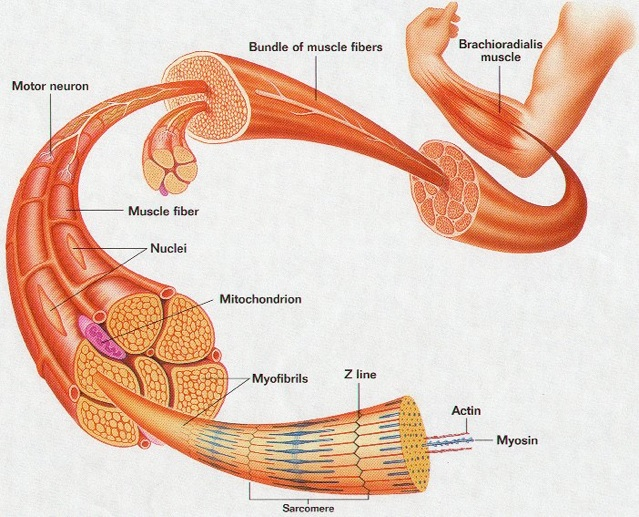 Bundle of muscle fibers
Brachioradialis
muscle
Motor neuron
Muscle fiber
Nuclei
Mitochondrion
Myofibrils
Z line
Actin
Myosin
Sarcomere